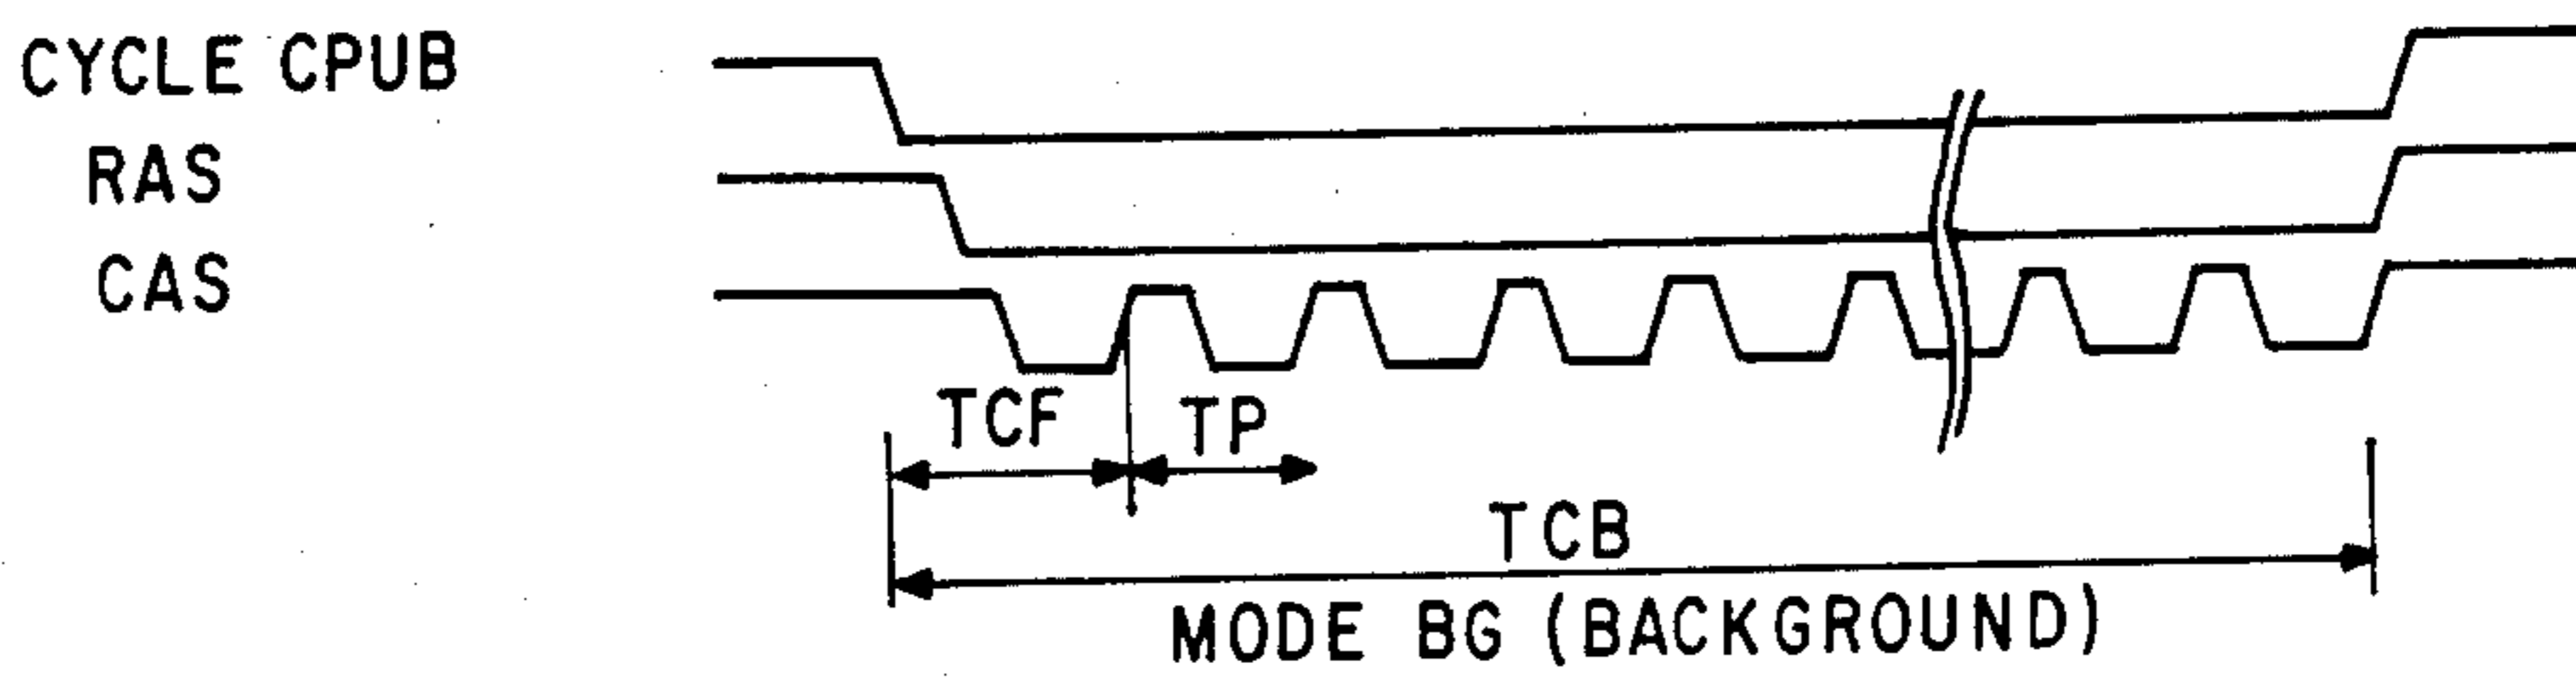 CYCLE CPUB
RAS
CAS
TCF
TP
TCB
MODE BG (BACKGROUND)